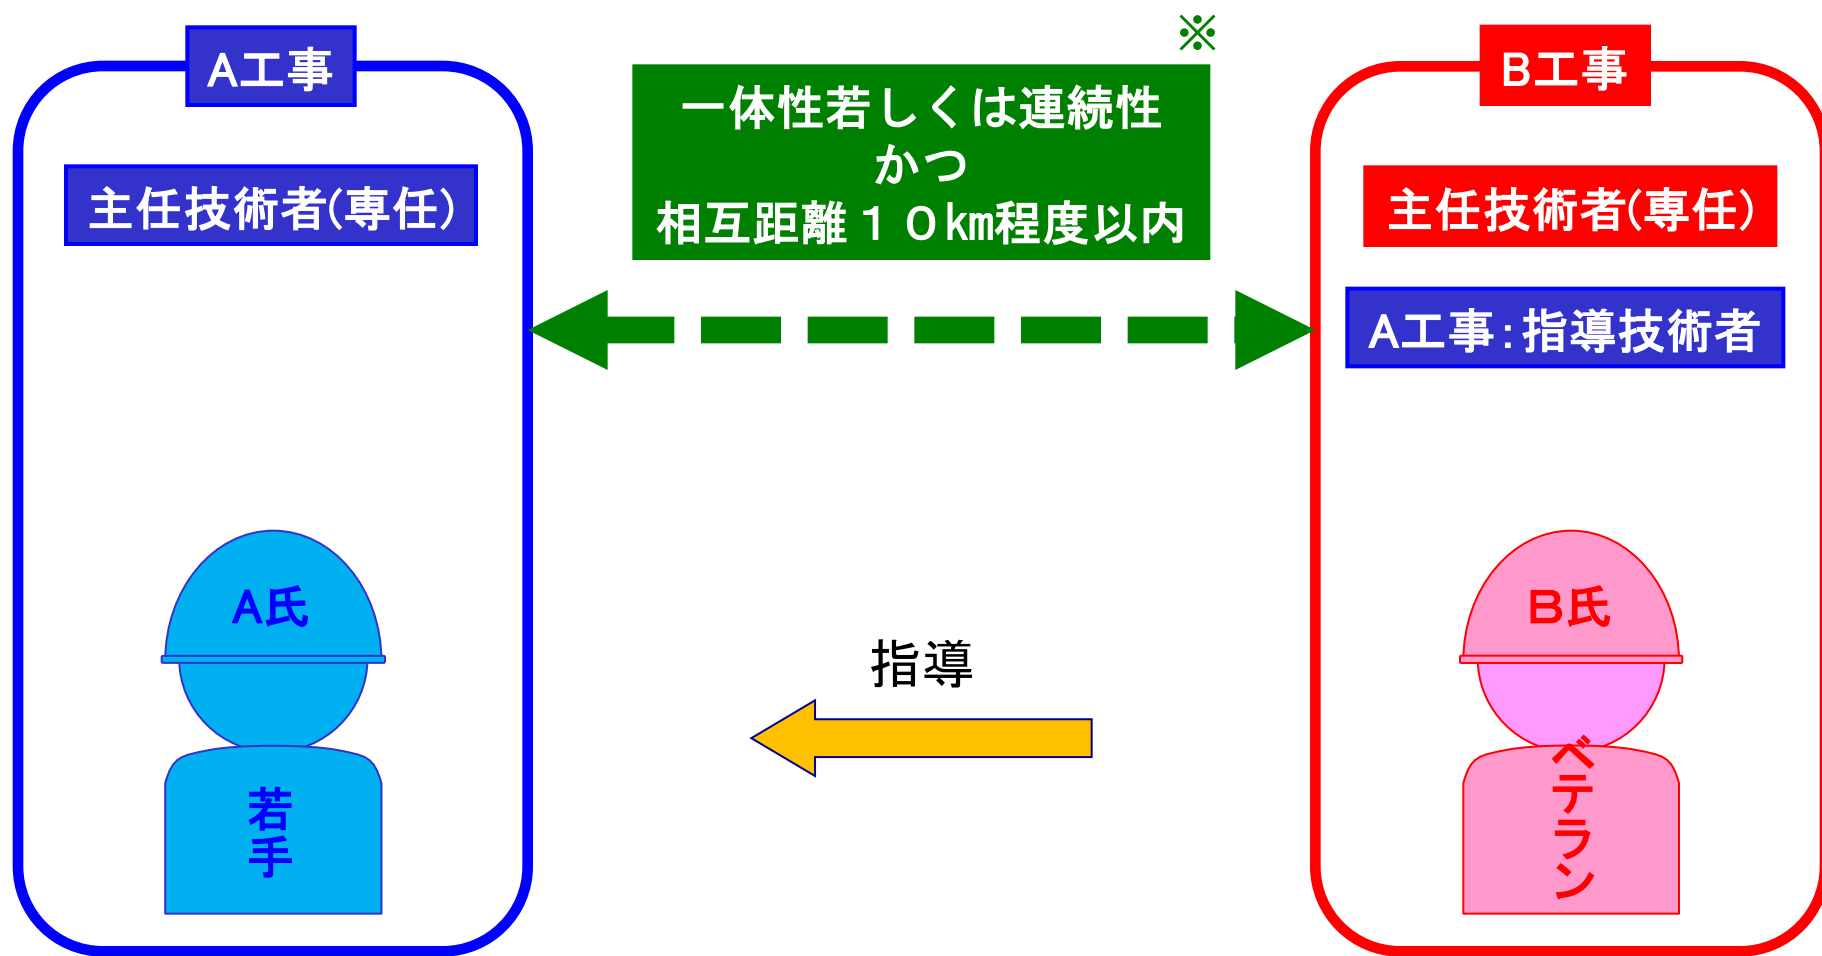 A工事
主任技術者(専任)
A氏
若手
※
一体性若しくは連続性
かつ
相互距離１０km程度以内
指導
B工事
主任技術者(専任)
A工事：指導技術者
B氏
ベテラン